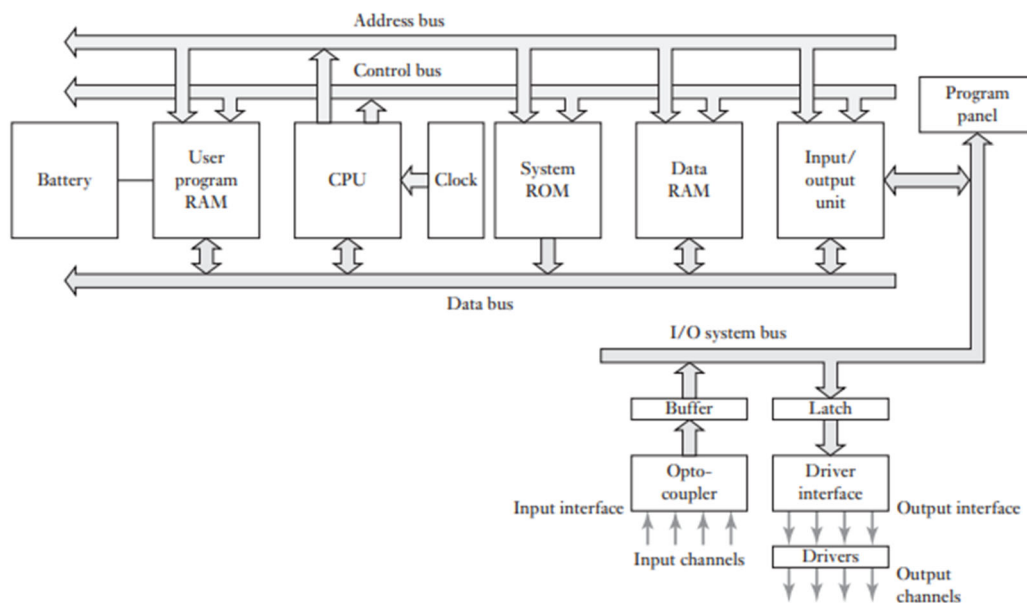 Address bus
Control bus
Program
panel
Battery
User
program
RAM
CPU
Clock
System
ROM
Data
RAM
Input/
output
unit
Data bus
I/O system bus
Buffer
Latch
Opto-
coupler
Driver
interface
Input interface
Output interface
Input channels
Drivers
Output
channels